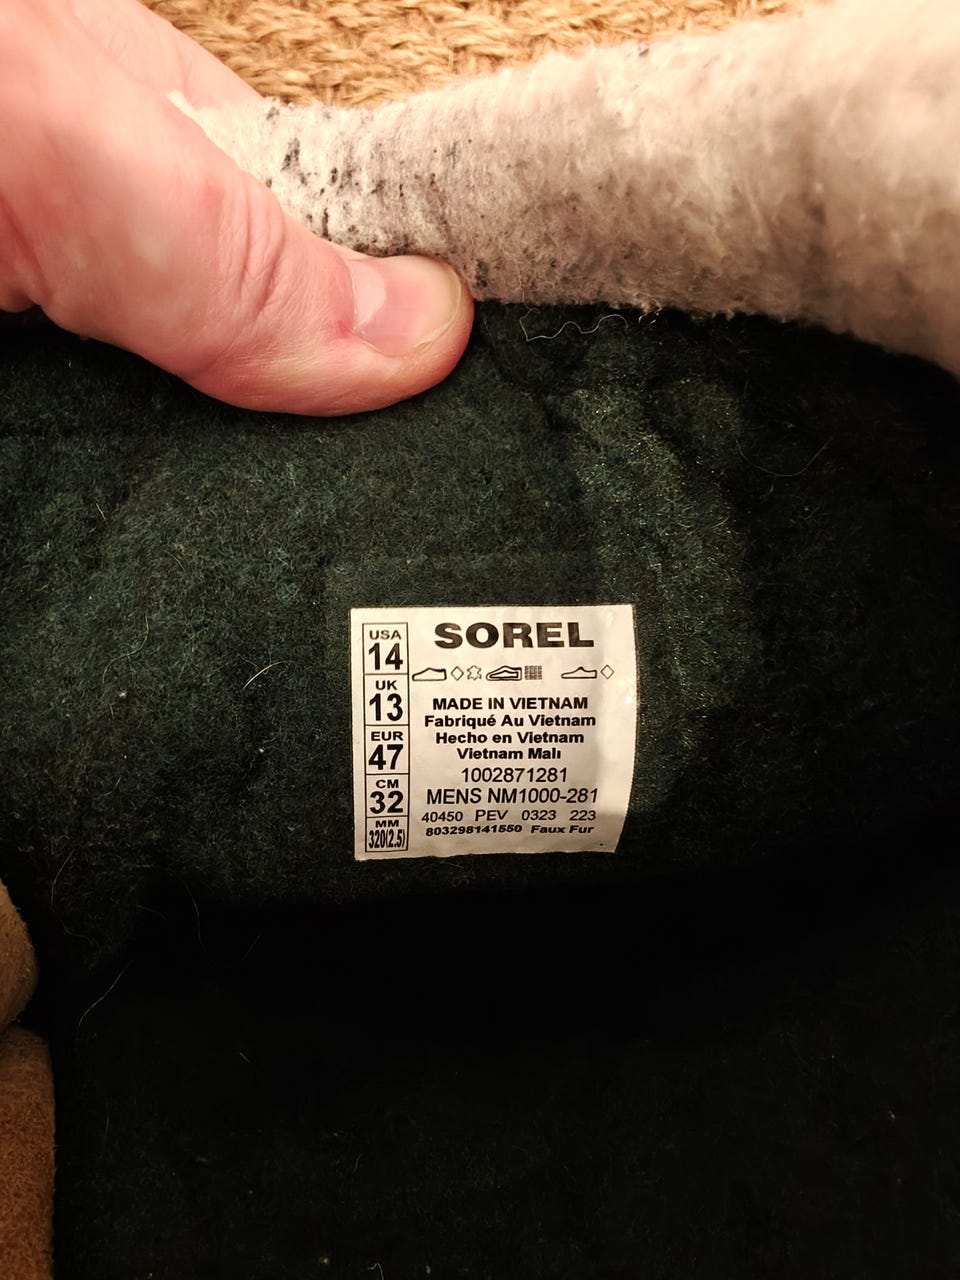 USA
14
UK
13
EUR
47
CM
32
MM
320(2.5)
SOREL
MADE IN VIETNAM
Fabriqué Au Vietnam
Hecho en Vietnam
Vietnam Malı
1002871281
MENS NM1000-281
40450 PEV 0323 223
803298141550 Faux Fur